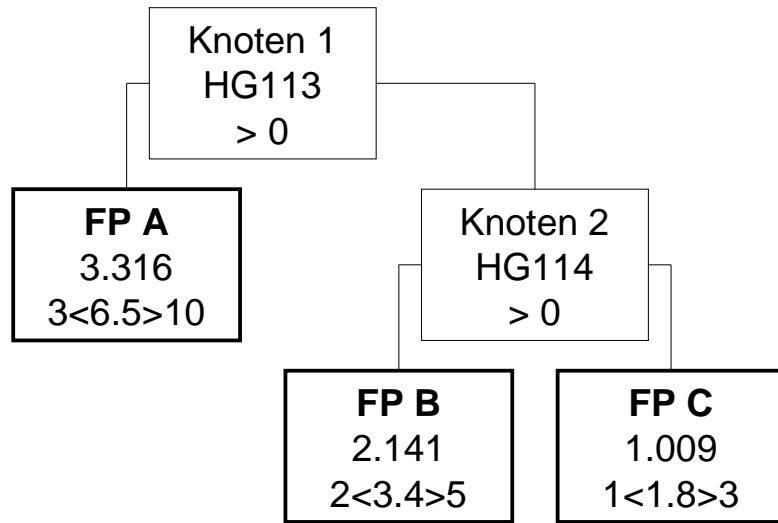 Knoten 1
HG113
> 0
FP A
3.316
3<6.5>10
Knoten 2
HG114
> 0
FP B
2.141
2<3.4>5
FP C
1.009
1<1.8>3